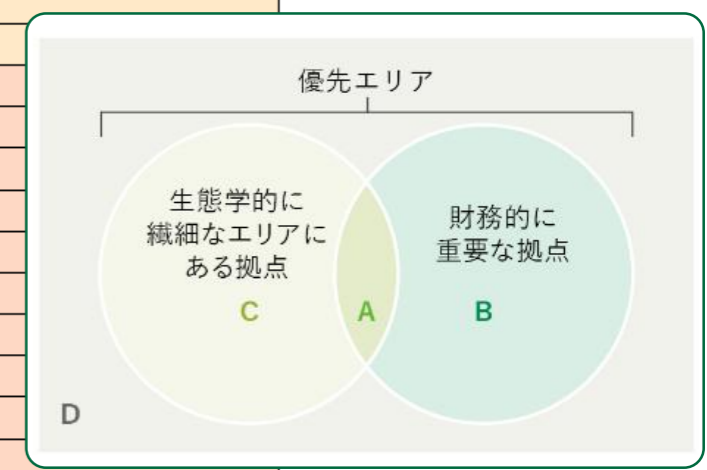 優先エリア
生態学的に
繊細なエリアに
ある拠点
C
A
財務的に
重要な拠点
B
D